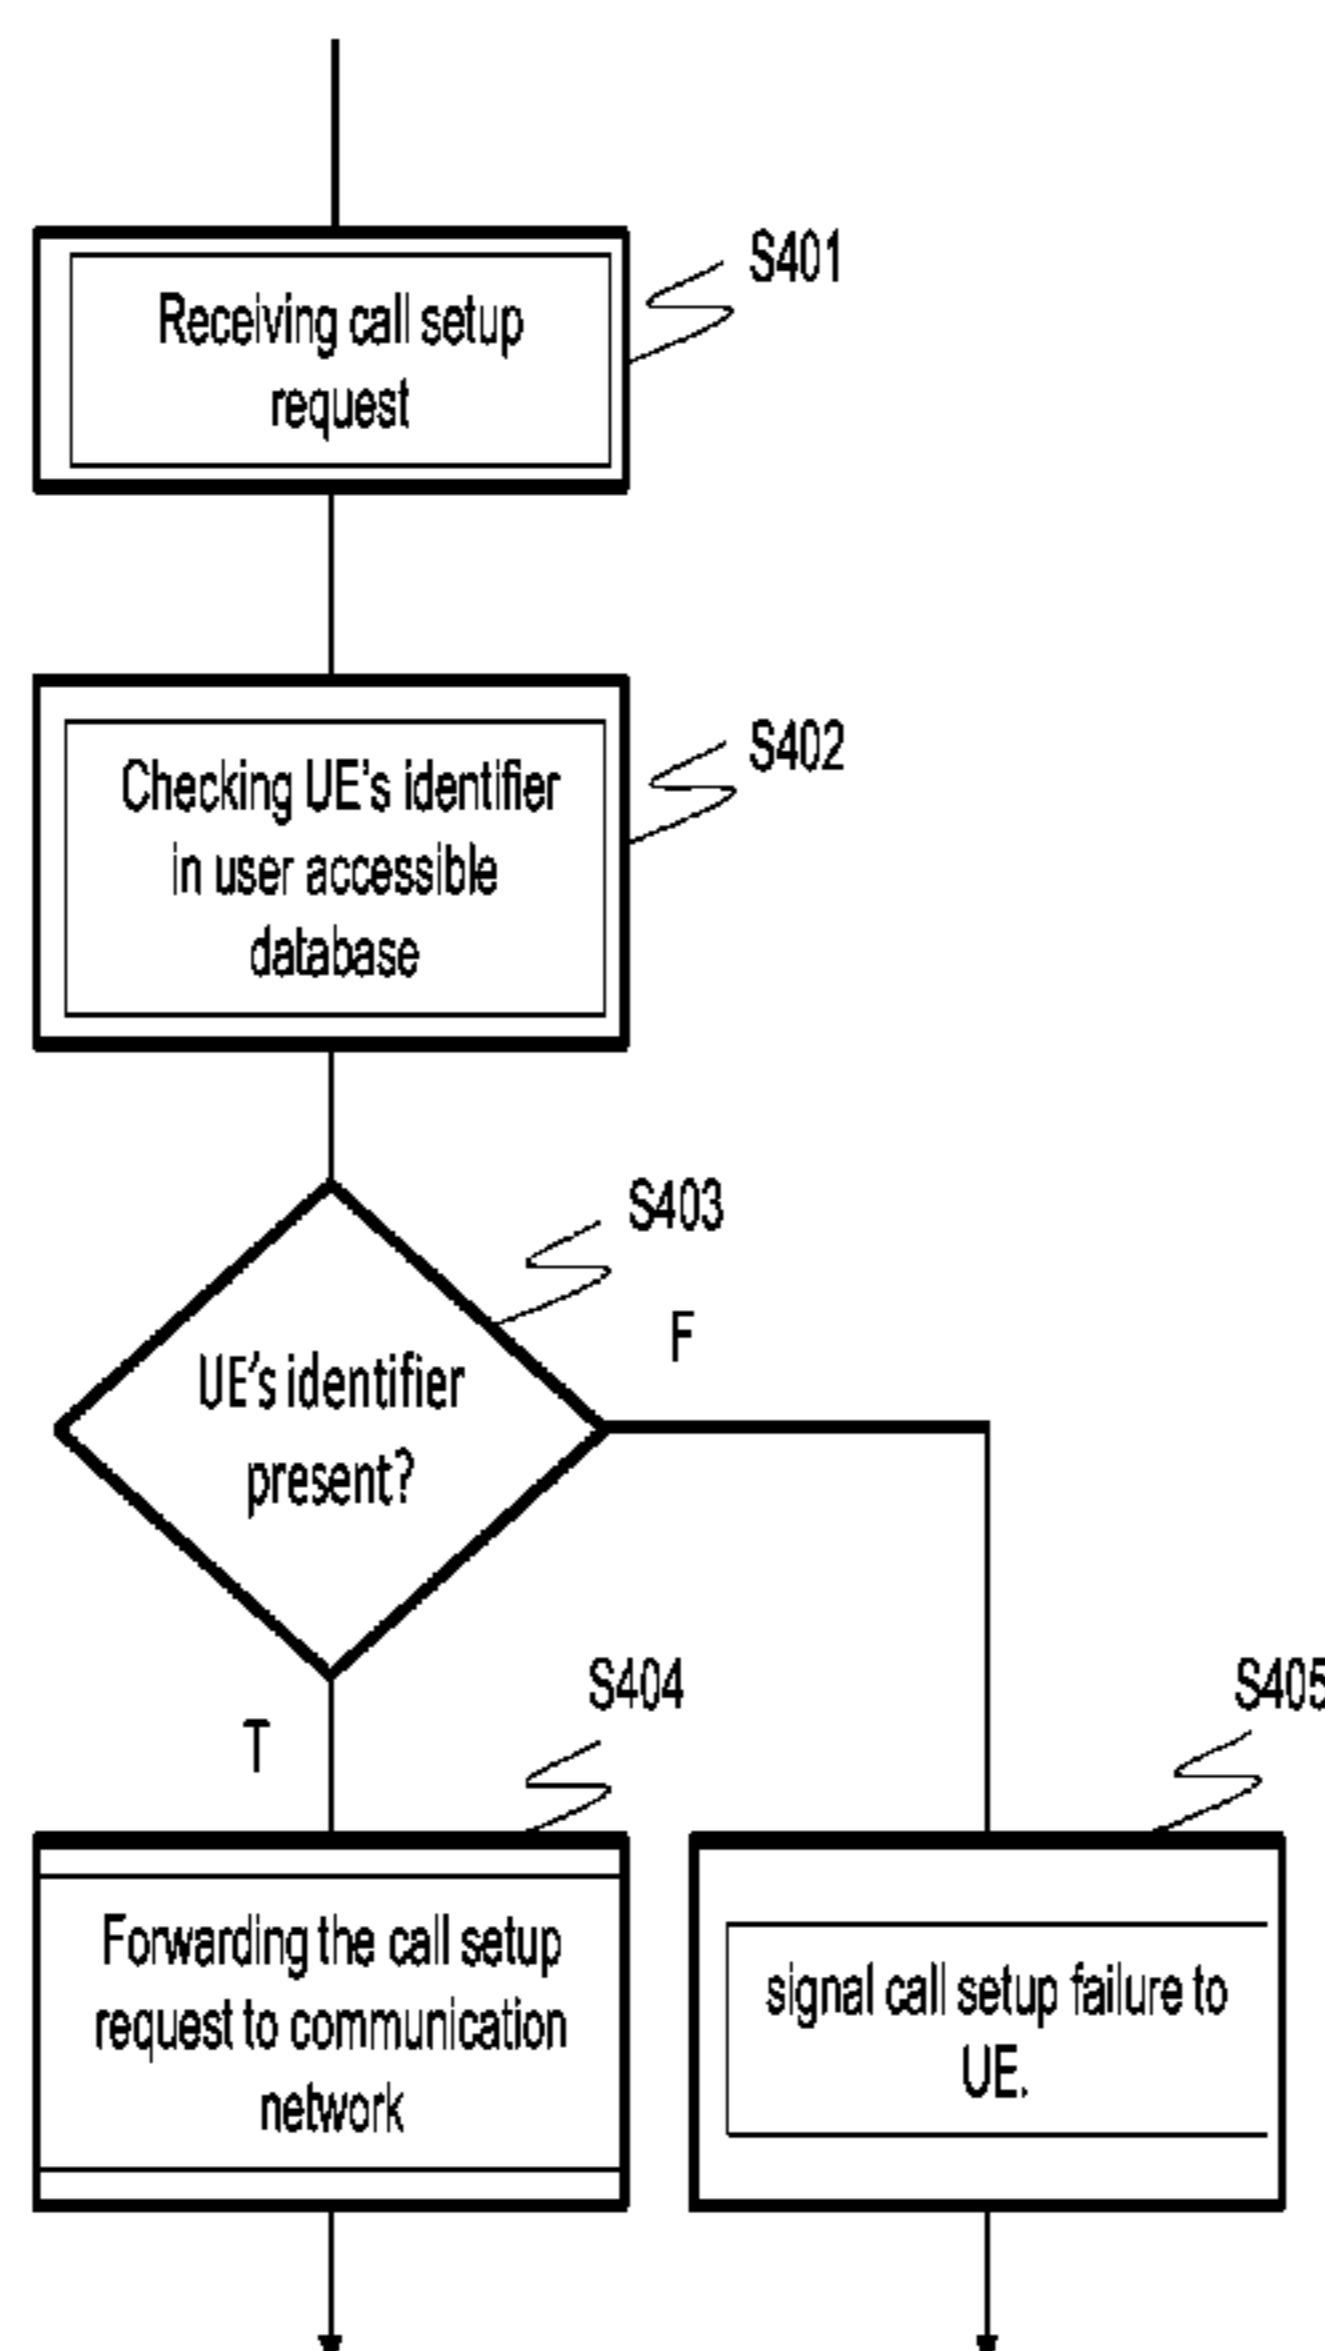 S401
Receiving call setup
request
S402
Checking UE's identifier
in user accessible
database
S403
F
UE's identifier
present?
S404
S405
T
Forwarding the call setup
request to communication
network
signal call setup failure to
UE.